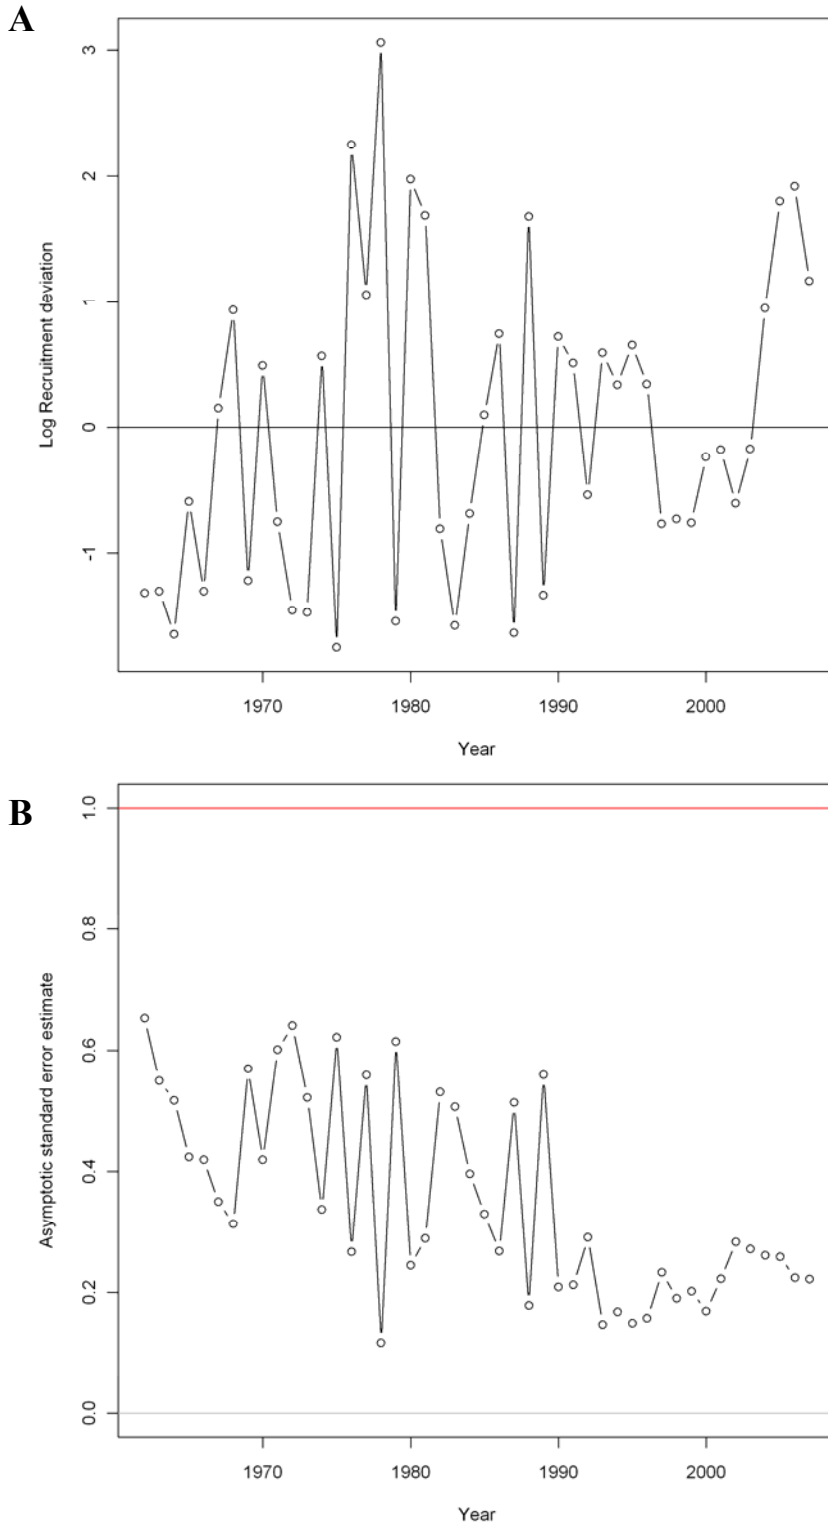 A
3
2
1
0
-1
Log Recruitment deviation
1970 1980 1990 2000
Year
B
1.0
0.8
0.6
0.4
0.2
0.0
Asymptotic standard error estimate
1970 1980 1990 2000
Year